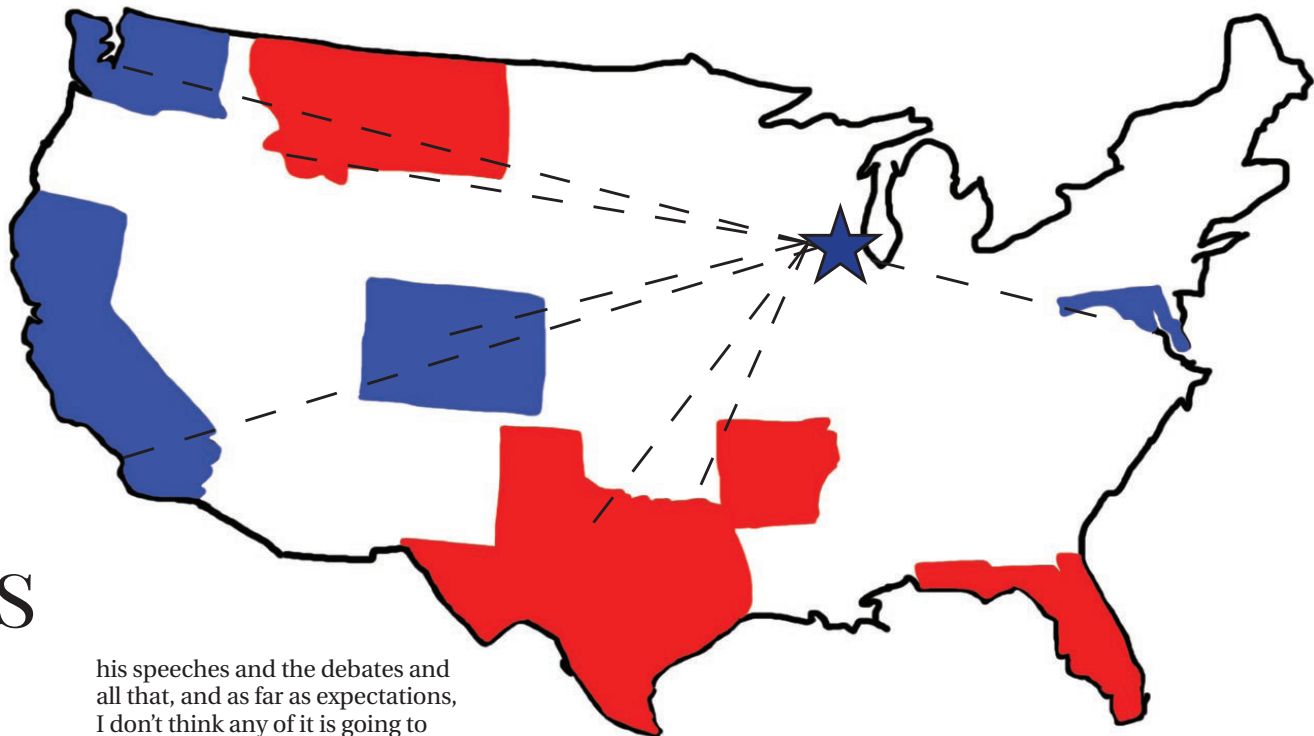 S
his speeches and the debates and
all that, and as far as expectations,
I don't think any of it is going to